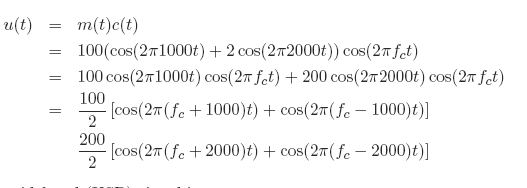 u(t) = m(t)c(t)
= 100(cos(2π1000t) + 2 cos(2π2000t)) cos(2πf_c t)
= 100 cos(2π1000t) cos(2πf_c t) + 200 cos(2π2000t) cos(2πf_c t)
= \frac{100}{2} [cos(2π(f_c + 1000)t) + cos(2π(f_c − 1000)t)]
\frac{200}{2} [cos(2π(f_c + 2000)t) + cos(2π(f_c − 2000)t)]